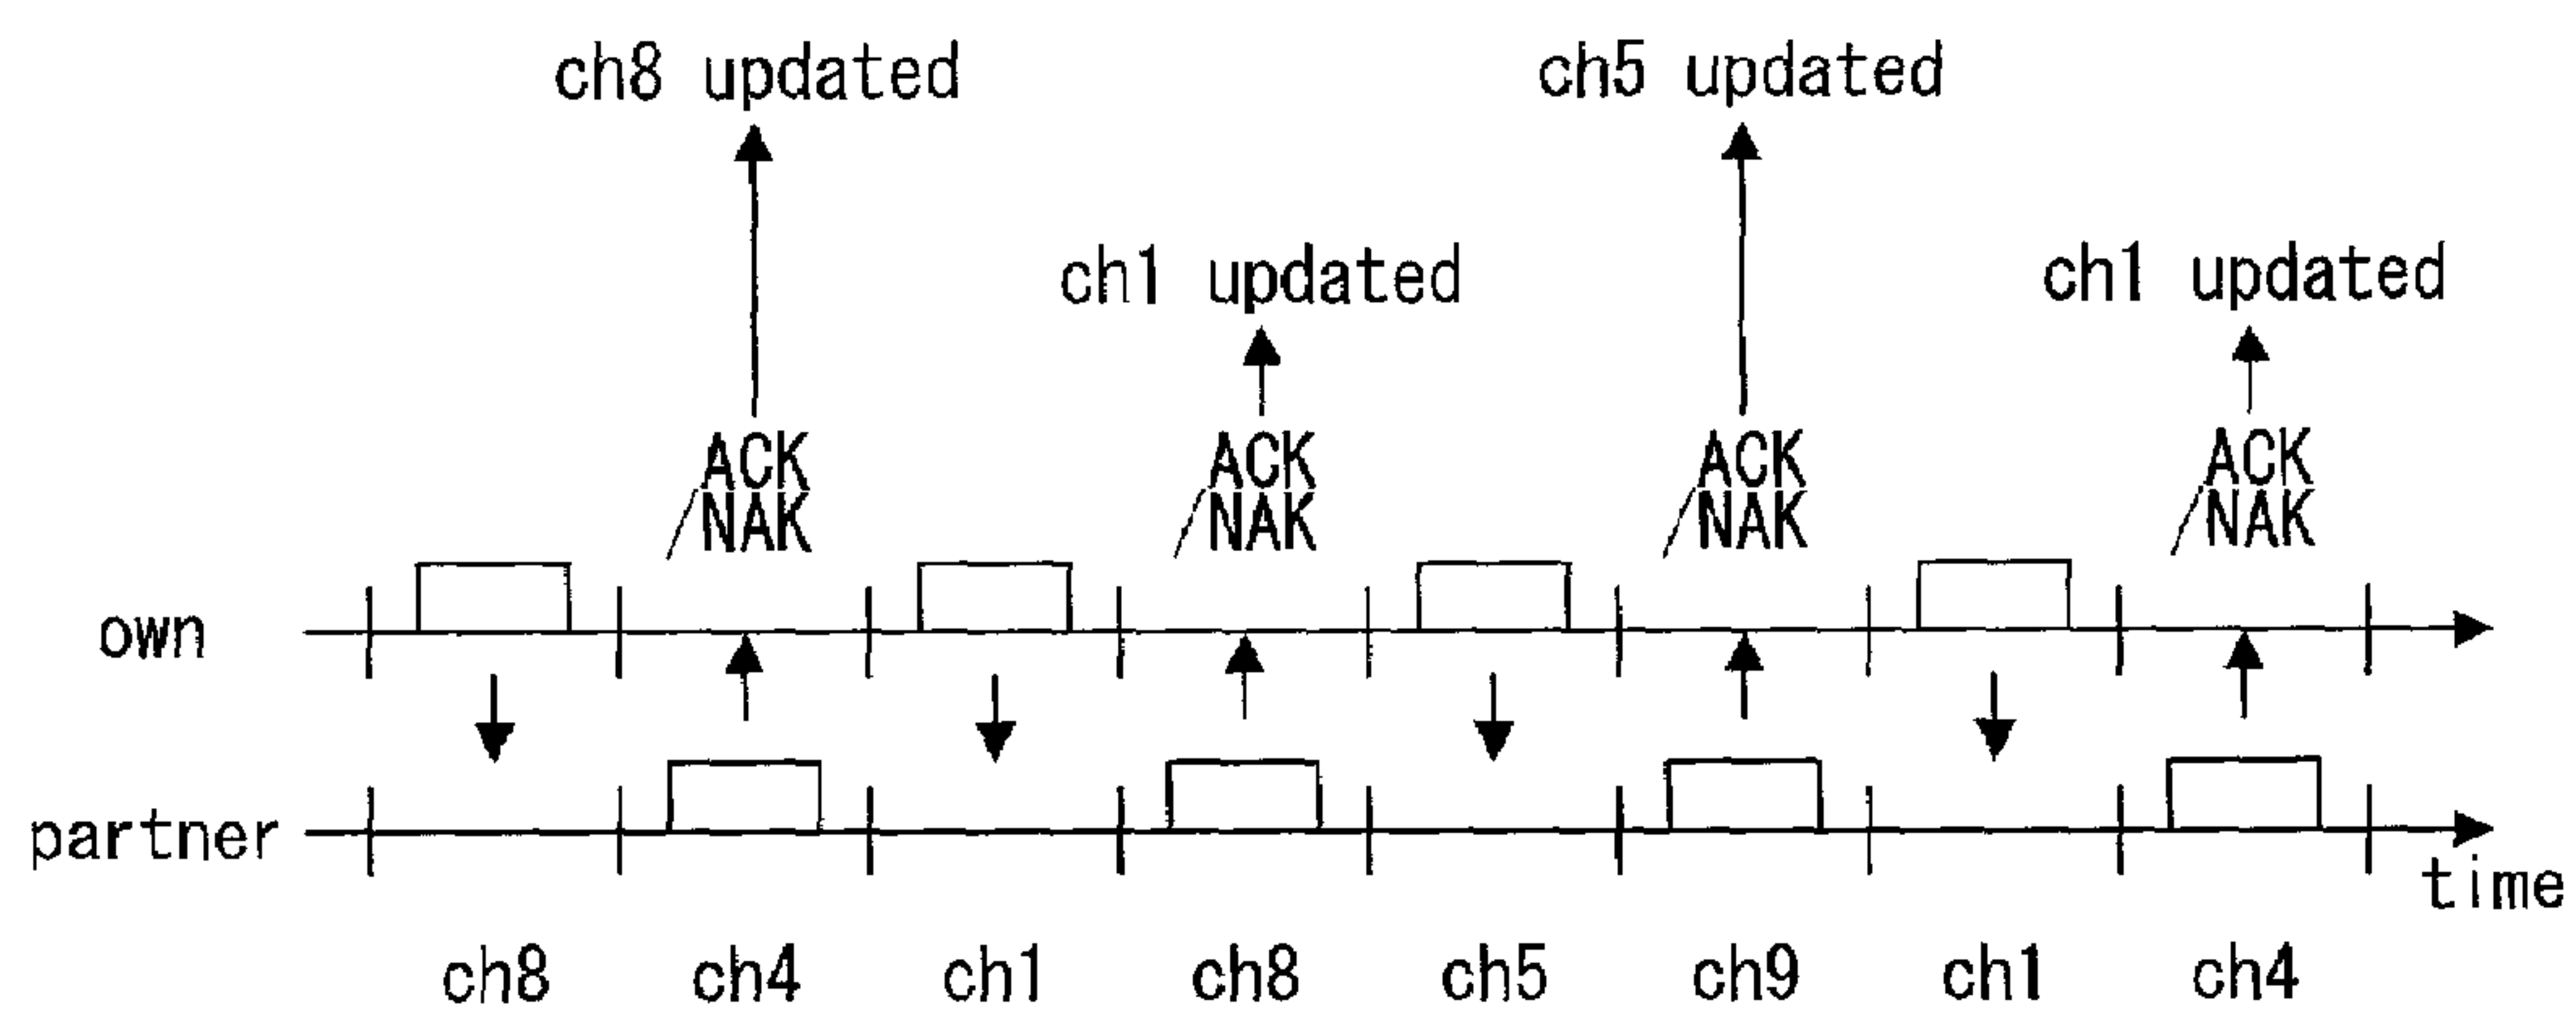 ch8 updated
ch5 updated
ch1 updated
ch1 updated
ACK
/NAK
ACK
/NAK
ACK
/NAK
ACK
/NAK
own
partner
time
ch8
ch4
ch1
ch8
ch5
ch9
ch1
ch4